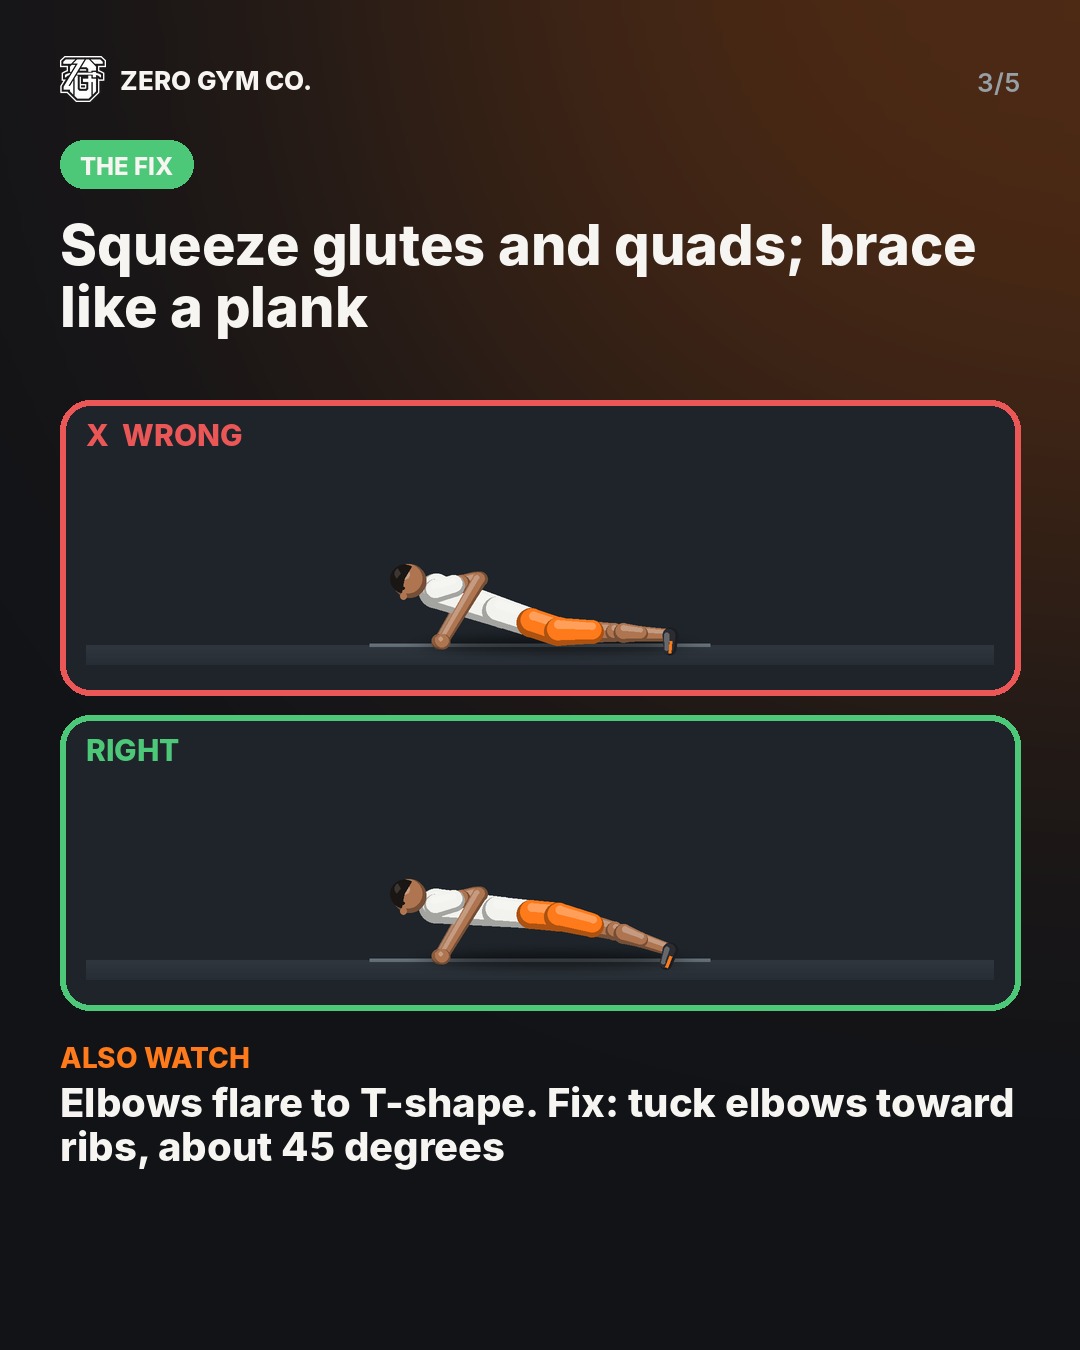 ZERO GYM CO.
3/5
THE FIX
Squeeze glutes and quads; brace
like a plank
X WRONG
RIGHT
ALSO WATCH
Elbows flare to T-shape. Fix: tuck elbows toward
ribs, about 45 degrees